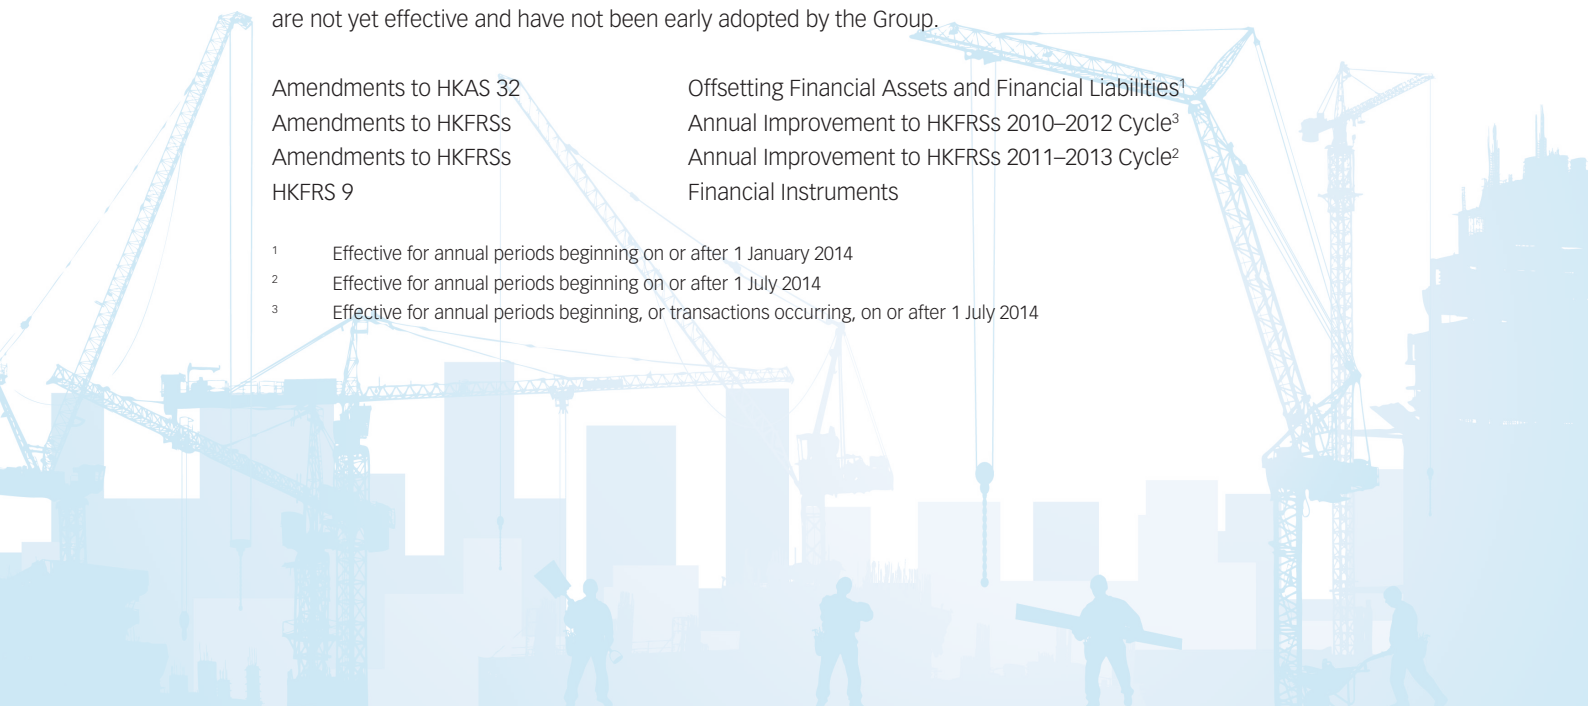 are not yet effective and have not been early adopted by the Group.
Amendments to HKAS 32 Offsetting Financial Assets and Financial Liabilities¹
Amendments to HKFRSs Annual Improvement to HKFRSs 2010–2012 Cycle³
Amendments to HKFRSs Annual Improvement to HKFRSs 2011–2013 Cycle²
HKFRS 9 Financial Instruments
¹ Effective for annual periods beginning on or after 1 January 2014
² Effective for annual periods beginning on or after 1 July 2014
³ Effective for annual periods beginning, or transactions occurring, on or after 1 July 2014